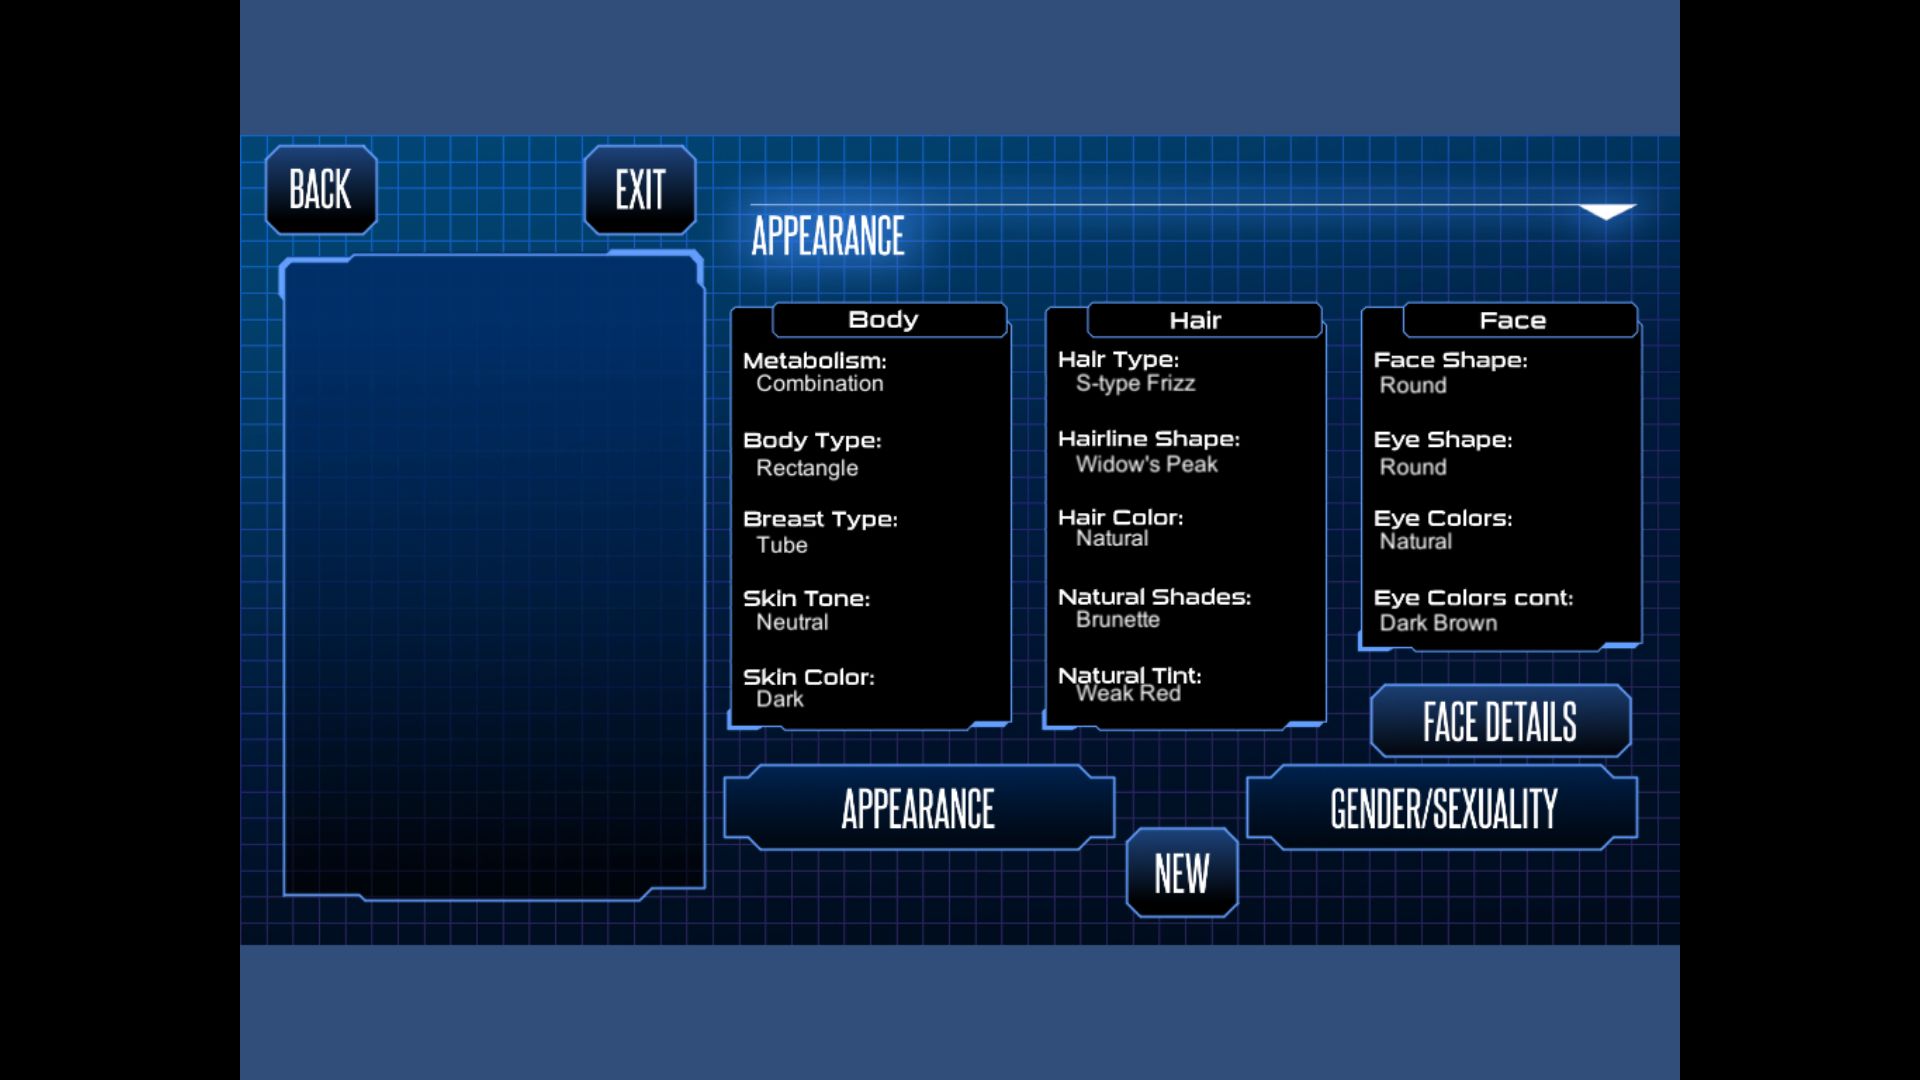 BACK
EXIT
APPEARANCE
Body
Metabolism:
Combination
Body Type:
Rectangle
Breast Type:
Tube
Skin Tone:
Neutral
Skin Color:
Dark
Hair
Hair Type:
S-type Frizz
Hairline Shape:
Widow's Peak
Hair Color:
Natural
Natural Shades:
Brunette
Natural Tint:
Weak Red
Face
Face Shape:
Round
Eye Shape:
Round
Eye Colors:
Natural
Eye Colors cont:
Dark Brown
FACE DETAILS
APPEARANCE
GENDER/SEXUALITY
NEW